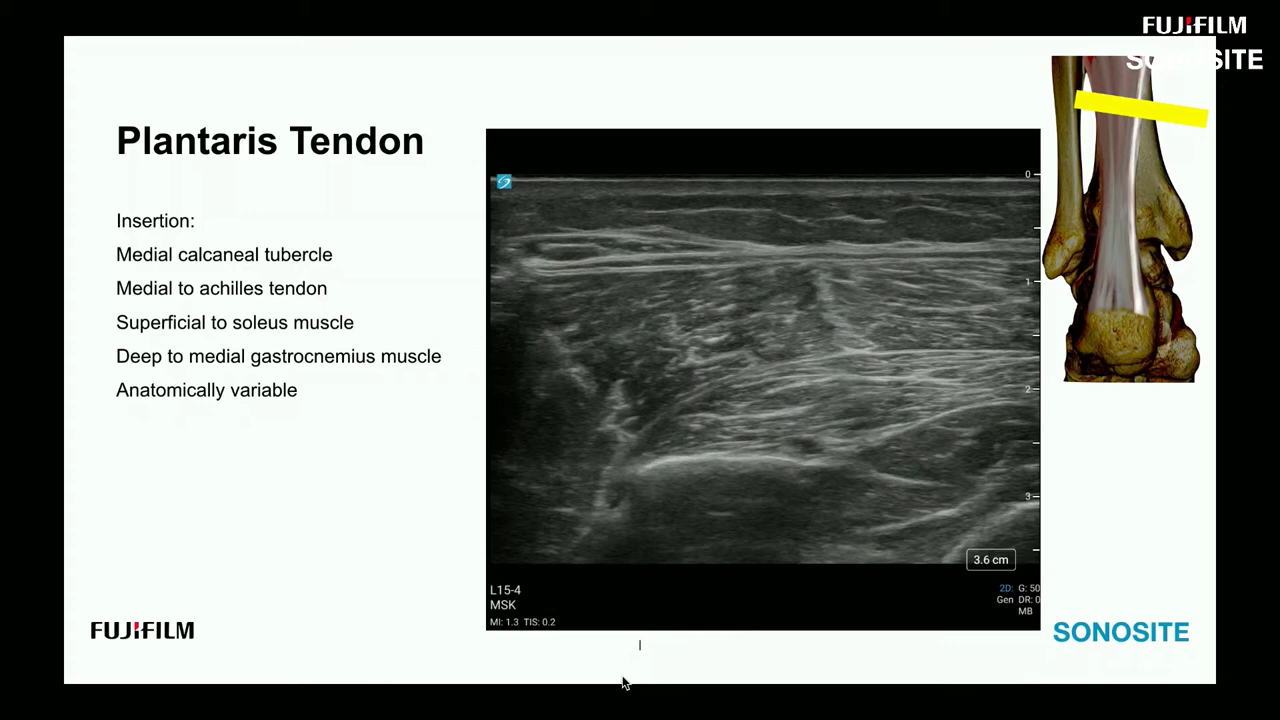 FUJIFILM
SONOSITE
Plantaris Tendon
Insertion:
Medial calcaneal tubercle
Medial to achilles tendon
Superficial to soleus muscle
Deep to medial gastrocnemius muscle
Anatomically variable
0
1
2
3
3.6 cm
L15-4
MSK
MI: 1.3 TIS: 0.2
2D: G: 50
Gen DR: 0
MB
FUJIFILM
SONOSITE